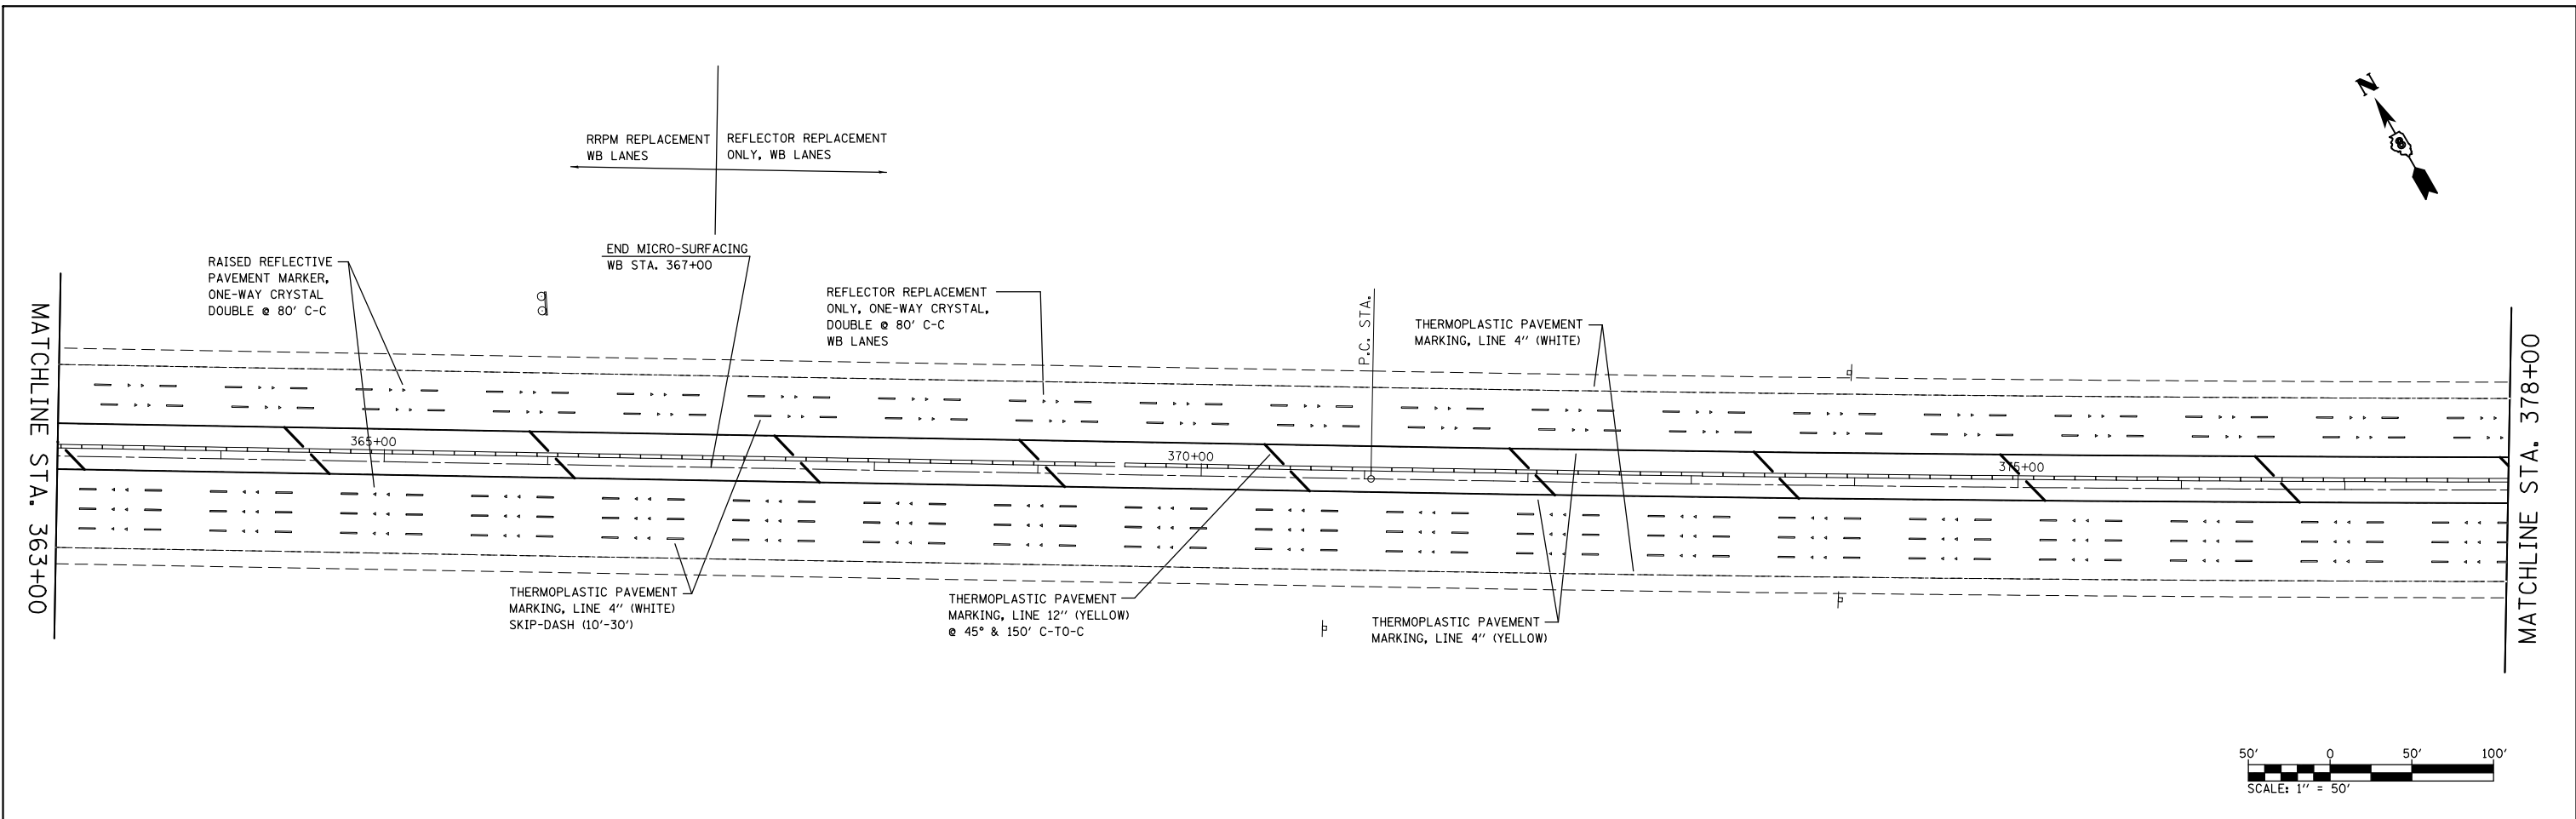 RRPM REPLACEMENT
WB LANES
REFLECTOR REPLACEMENT
ONLY, WB LANES
N
8
END MICRO-SURFACING
WB STA. 367+00
RAISED REFLECTIVE
PAVEMENT MARKER,
ONE-WAY CRYSTAL
DOUBLE @ 80' C-C
REFLECTOR REPLACEMENT
ONLY, ONE-WAY CRYSTAL,
DOUBLE @ 80' C-C
WB LANES
P.C. STA.
THERMOPLASTIC PAVEMENT
MARKING, LINE 4" (WHITE)
MATCHLINE STA. 363+00
MATCHLINE STA. 378+00
365+00
370+00
375+00
THERMOPLASTIC PAVEMENT
MARKING, LINE 4" (WHITE)
SKIP-DASH (10'-30')
THERMOPLASTIC PAVEMENT
MARKING, LINE 12" (YELLOW)
@ 45° & 150' C-TO-C
THERMOPLASTIC PAVEMENT
MARKING, LINE 4" (YELLOW)
50' 0 50' 100'
SCALE: 1" = 50'